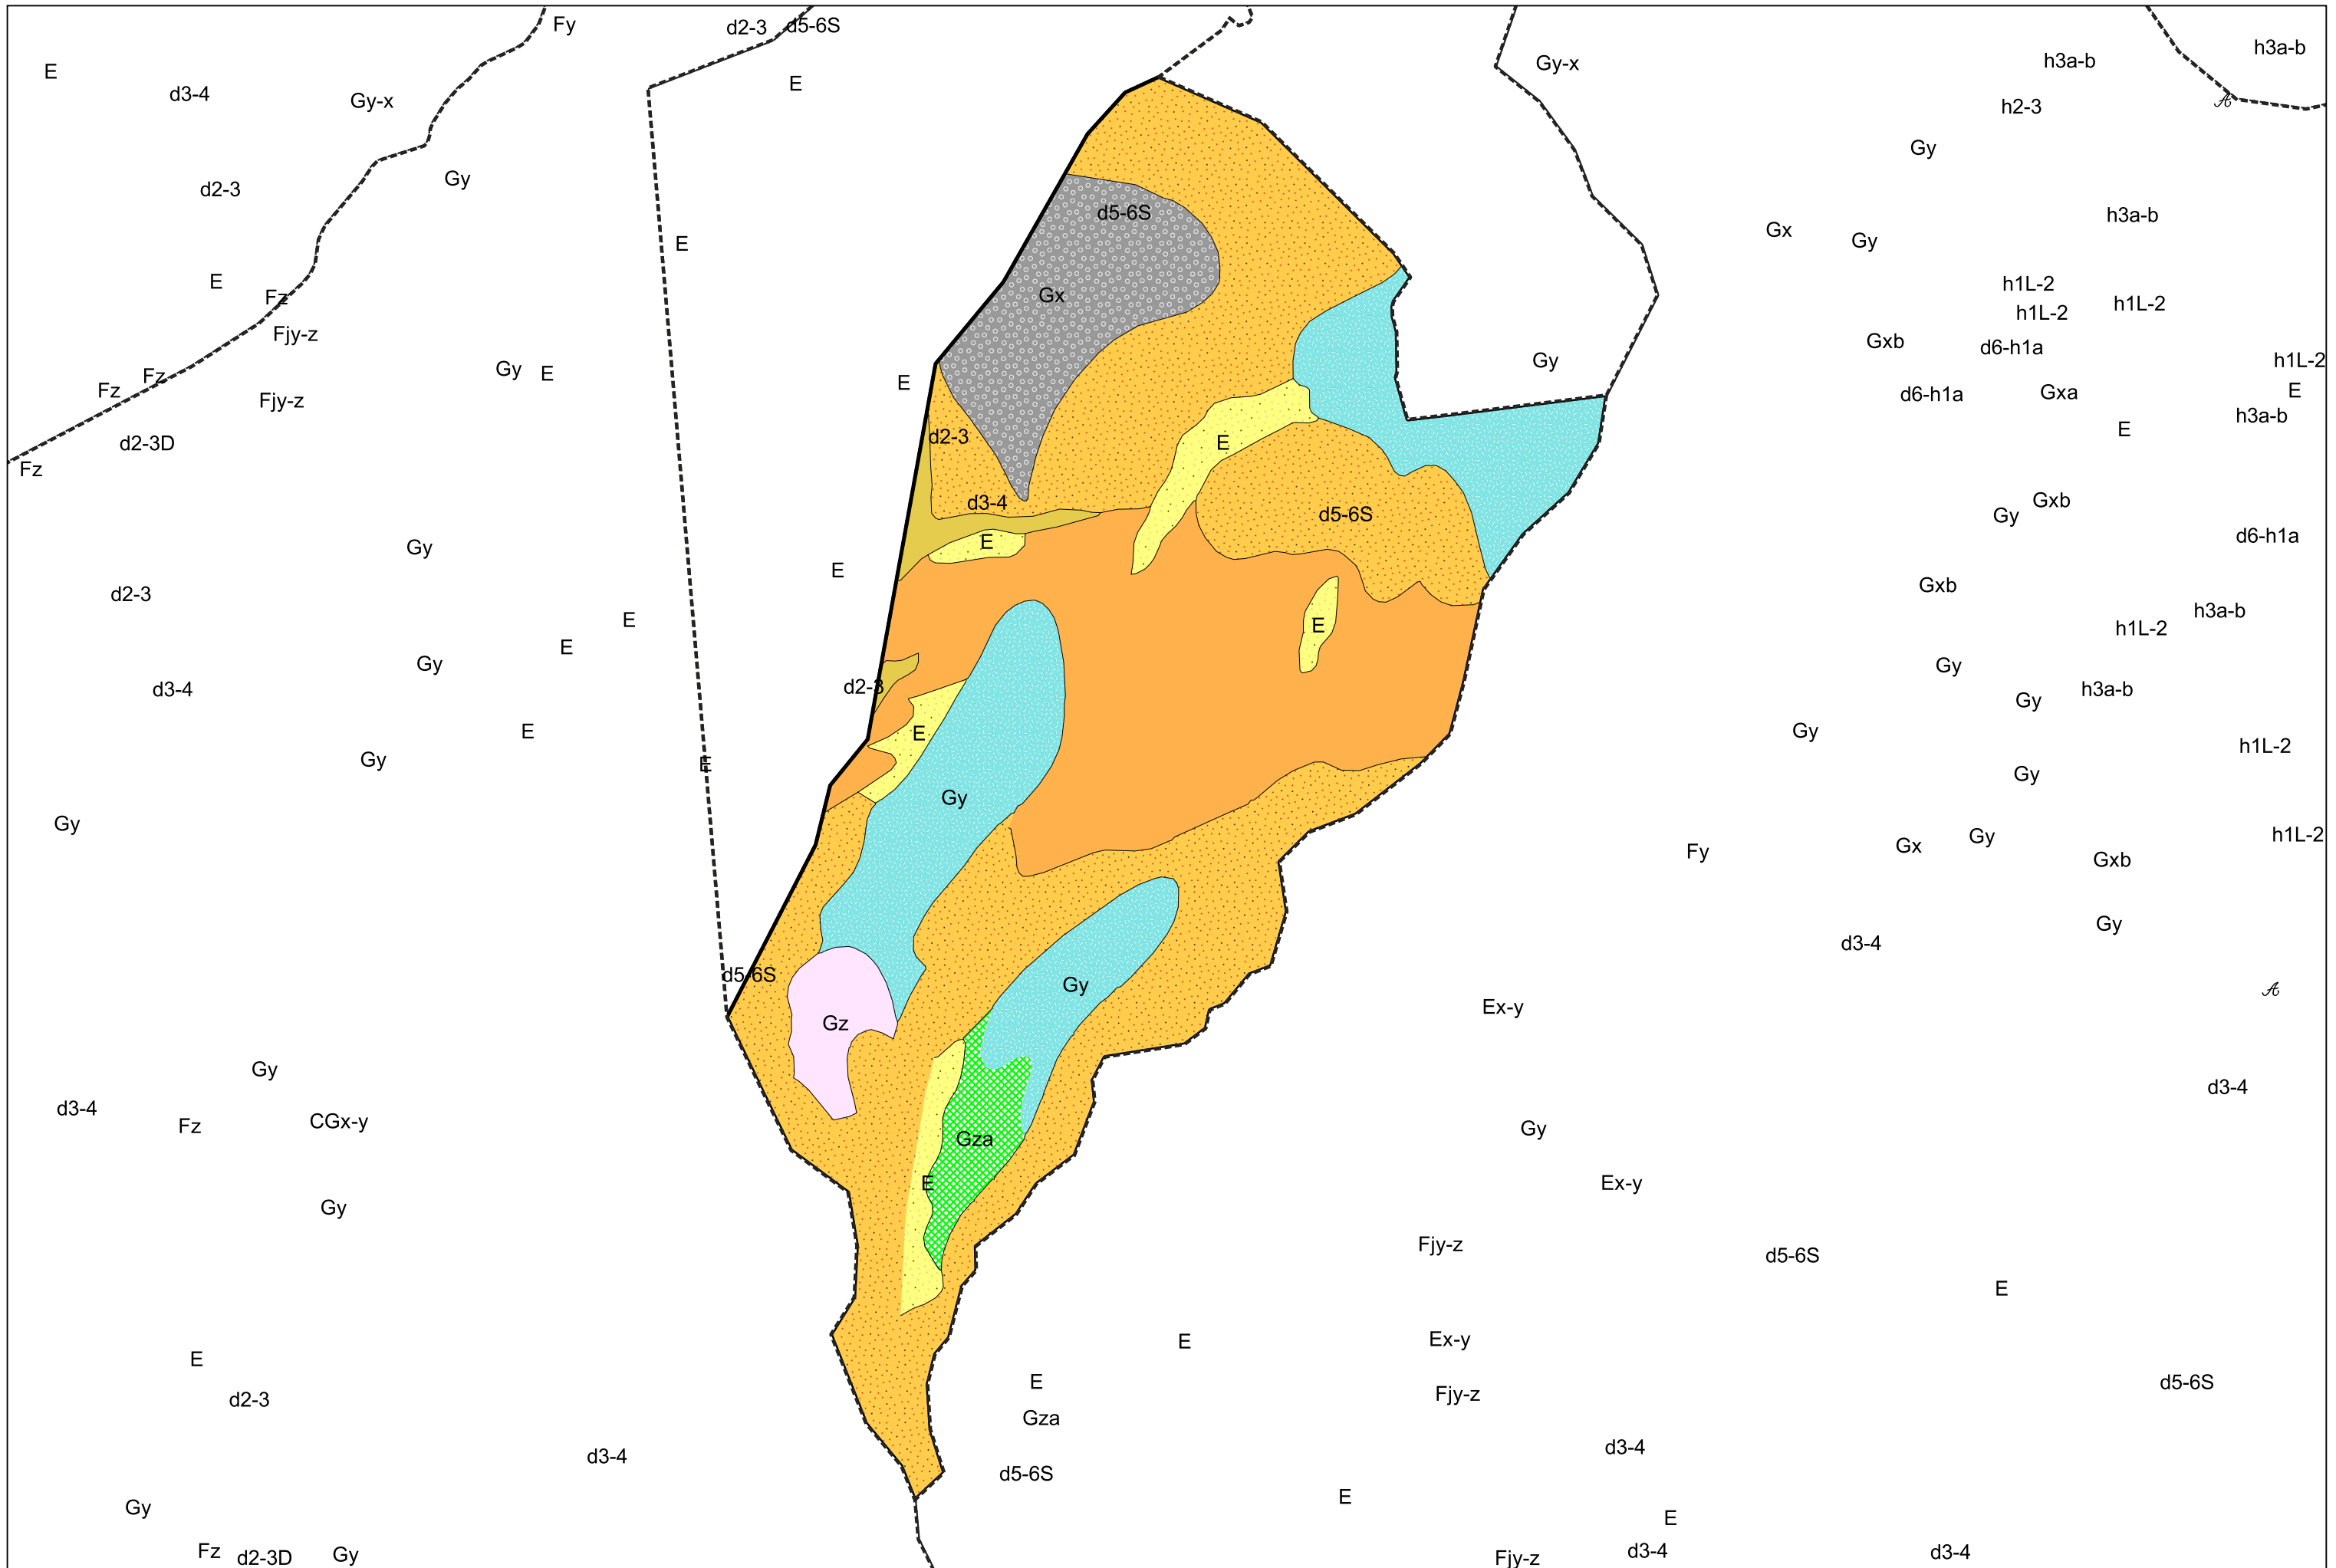 Fy
d2-3
d5-6S
h3a-b
E
h3a-b
Gy-x
E
d3-4
Gy-x
h2-3
Gy
Gy
d2-3
d5-6S
h3a-b
Gx
Gy
E
E
Fz
Gx
h1L-2
h1L-2
h1L-2
Fjy-z
Gxb
d6-h1a
Gy
h1L-2
Gy
E
Fz
Fz
E
E
d6-h1a
Gxa
Fjy-z
h3a-b
d2-3D
d2-3
E
E
Fz
d3-4
d5-6S
Gy
Gxb
d6-h1a
Gy
E
E
Gxb
d2-3
h3a-b
E
E
h1L-2
E
Gy
Gy
d3-4
d2-3
Gy
h3a-b
E
E
Gy
h1L-2
Gy
E
Gy
Gy
Gy
h1L-2
Gy
Fy
Gx
Gxb
Gy
d3-4
d5-6S
Gy
Ex-y
Gz
Gy
d3-4
d3-4
Fz
CGx-y
Gy
Gza
E
Ex-y
Gy
Fjy-z
d5-6S
E
E
Ex-y
E
E
d5-6S
d2-3
Fjy-z
Gza
d3-4
d3-4
d5-6S
E
Gy
E
Fz
d2-3D
Gy
Fjy-z
d3-4
d3-4